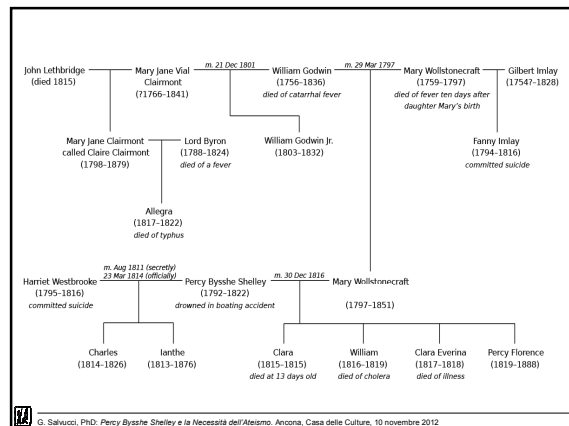 m. 21 Dec 1801
m. 29 Mar 1797
John Lethbridge
(died 1815)
Mary Jane Vial
Clairmont
(?1766–1841)
William Godwin
(1756–836)
died of catarrhal fever
Mary Wollstonecraft
(1759–1797)
died of fever ten days after
daughter Mary's birth
Gilbert Imlay
(1754?–1828)
Mary Jane Clairmont
called Claire Clairmont
(1798–1879)
Lord Byron
(1788–1824)
died of a fever
William Godwin Jr.
(1803–1832)
Fanny Imlay
(1794–1816)
committed suicide
Allegra
(1817–1822)
died of typhus
m. Aug 1811 (secretly)
23 Mar 1814 (officially)
m. 30 Dec 1816
Harriet Westbrooke
(1795–1816)
committed suicide
Percy Bysshe Shelley
(1792–1822)
drowned in boating accident
Mary Wollstonecraft
(1797–1851)
Charles
(1814–1826)
Ianthe
(1813–1876)
Clara
(1815–1815)
died at 13 days old
William
(1816–1819)
died of cholera
Clara Everina
(1817–1818)
died of illness
Percy Florence
(1819–1888)
G. Salvucci, PhD: Percy Bysshe Shelley e la Necessità dell'Ateismo. Ancona, Casa delle Culture, 10 novembre 2012